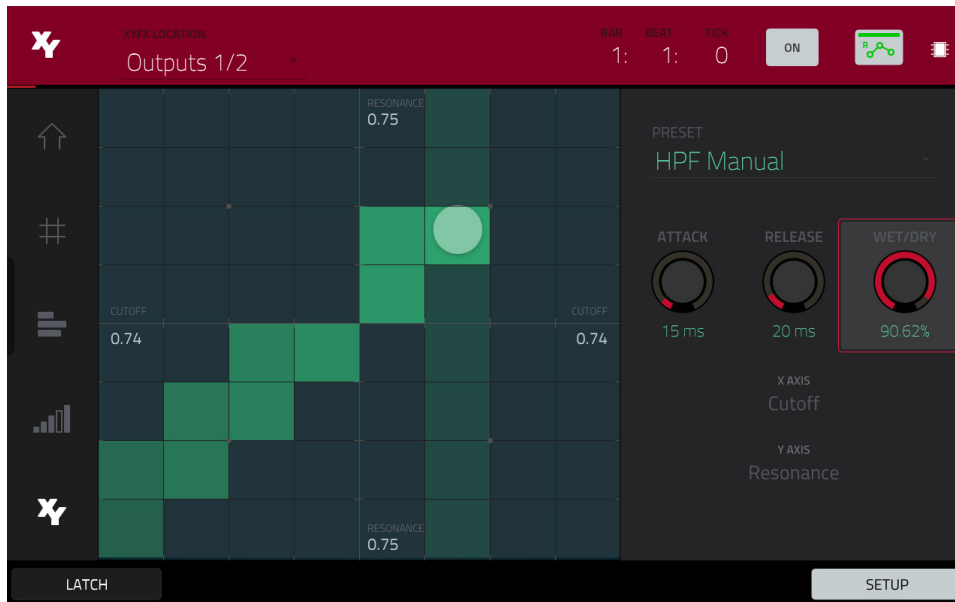 XY
XYFX LOCATION
Outputs 1/2
BAR BEAT TICK
1: 1: 0
ON
R
RESONANCE
0.75
PRESET
HPF Manual
ATTACK RELEASE WET/DRY
15 ms 20 ms 90.62%
CUTOFF CUTOFF
0.74 0.74
X AXIS
Cutoff
Y AXIS
Resonance
XY
RESONANCE
0.75
LATCH
SETUP